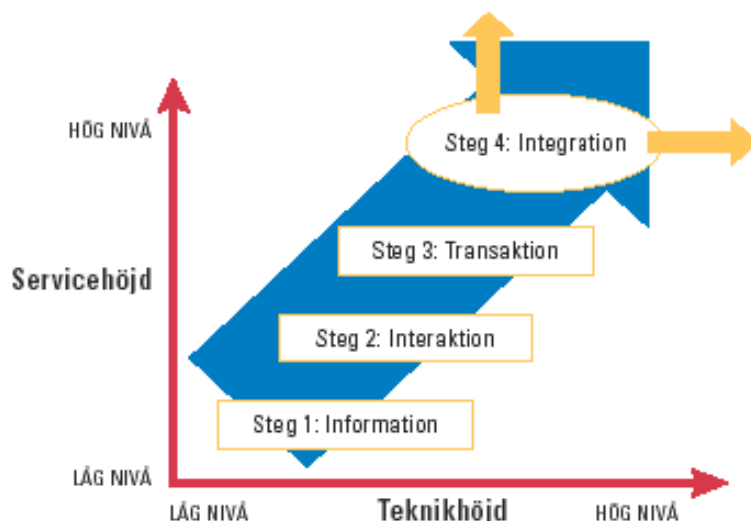 HÖG NIVÅ
Steg 4: Integration
Steg 3: Transaktion
Servicehöjd
Steg 2: Interaktion
Steg 1: Information
LÅG NIVÅ
LÅG NIVÅ
Teknikhöjd
HÖG NIVÅ